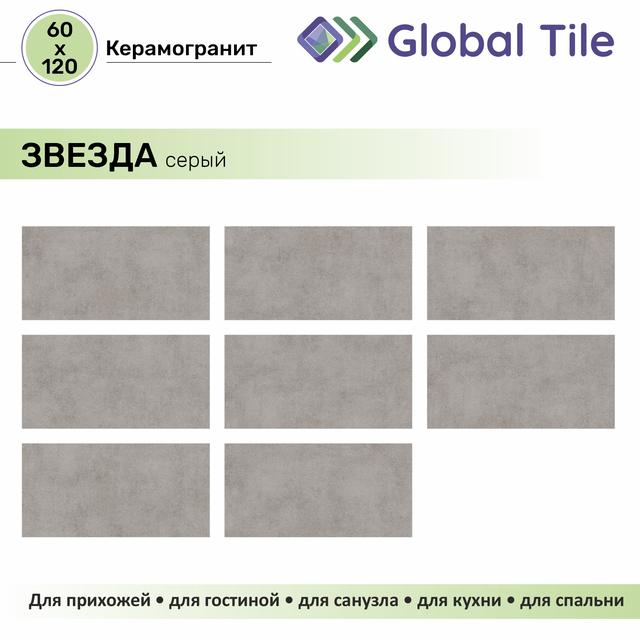 60
x
120
Керамогранит
Global Tile
ЗВЕЗДА серый
Для прихожей • для гостиной • для санузла • для кухни • для спальни